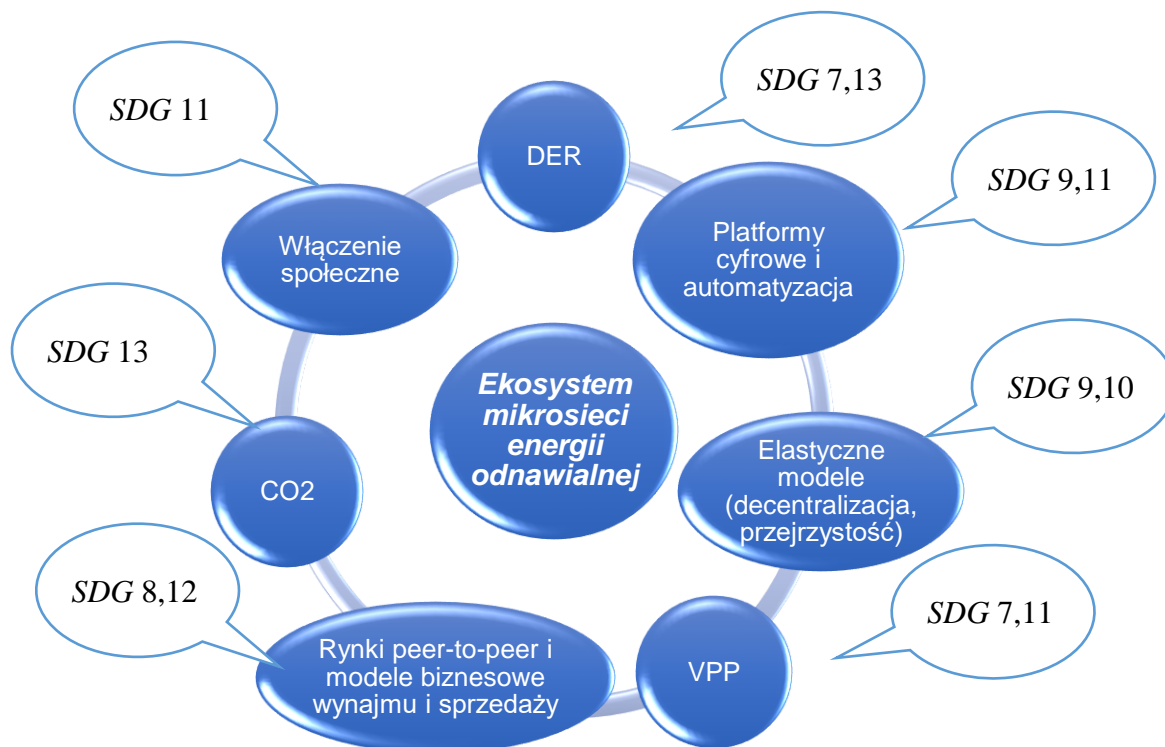 SDG 7,13
SDG 11
DER
SDG 9,11
Platformy
cyfrowe i
automatyzacja
Włączenie
społeczne
SDG 13
Ekosystem
mikrosieci
energii
odnawialnej
SDG 9,10
Elastyczne
modele
(decentralizacja,
przejrzystość)
CO2
SDG 8,12
SDG 7,11
Rynki peer-to-peer i
modele biznesowe
wynajmu i sprzedaży
VPP